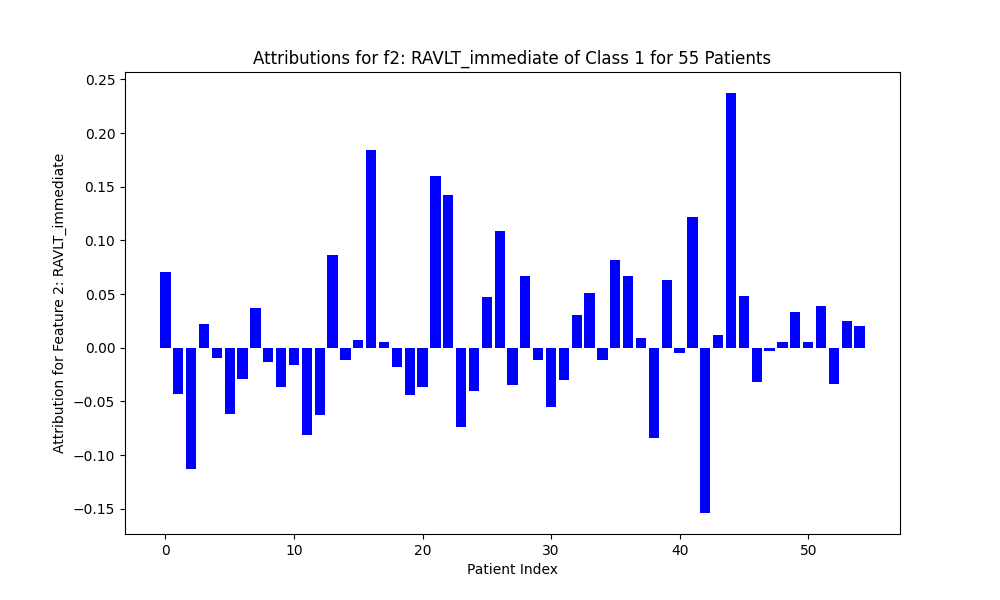 Attributions for f2: RAVLT_immediate of Class 1 for 55 Patients
Attribution for Feature 2: RAVLT_immediate
0.25
0.20
0.15
0.10
0.05
0.00
−0.05
−0.10
−0.15
0 10 20 30 40 50
Patient Index